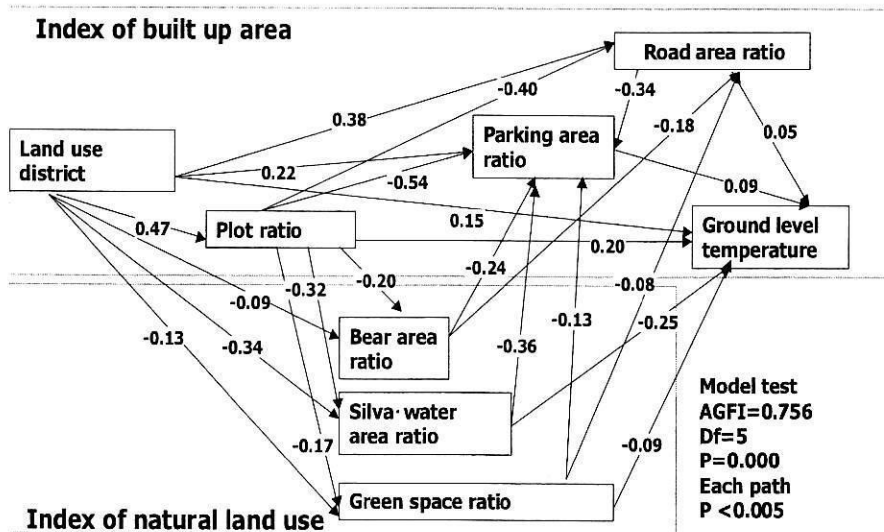 Index of built up area
Road area ratio
-0.40
-0.34
0.38
Parking area
ratio
-0.18
0.05
Land use
district
0.22
-0.54
0.09
0.15
Ground level
temperature
0.47
Plot ratio
0.20
-0.20
-0.24
-0.32
-0.08
-0.09
-0.13
-0.13
-0.25
Bear area
ratio
-0.34
-0.36
Silva·water
area ratio
-0.17
-0.09
Green space ratio
Index of natural land use
Model test
AGFI=0.756
Df=5
P=0.000
Each path
P <0.005